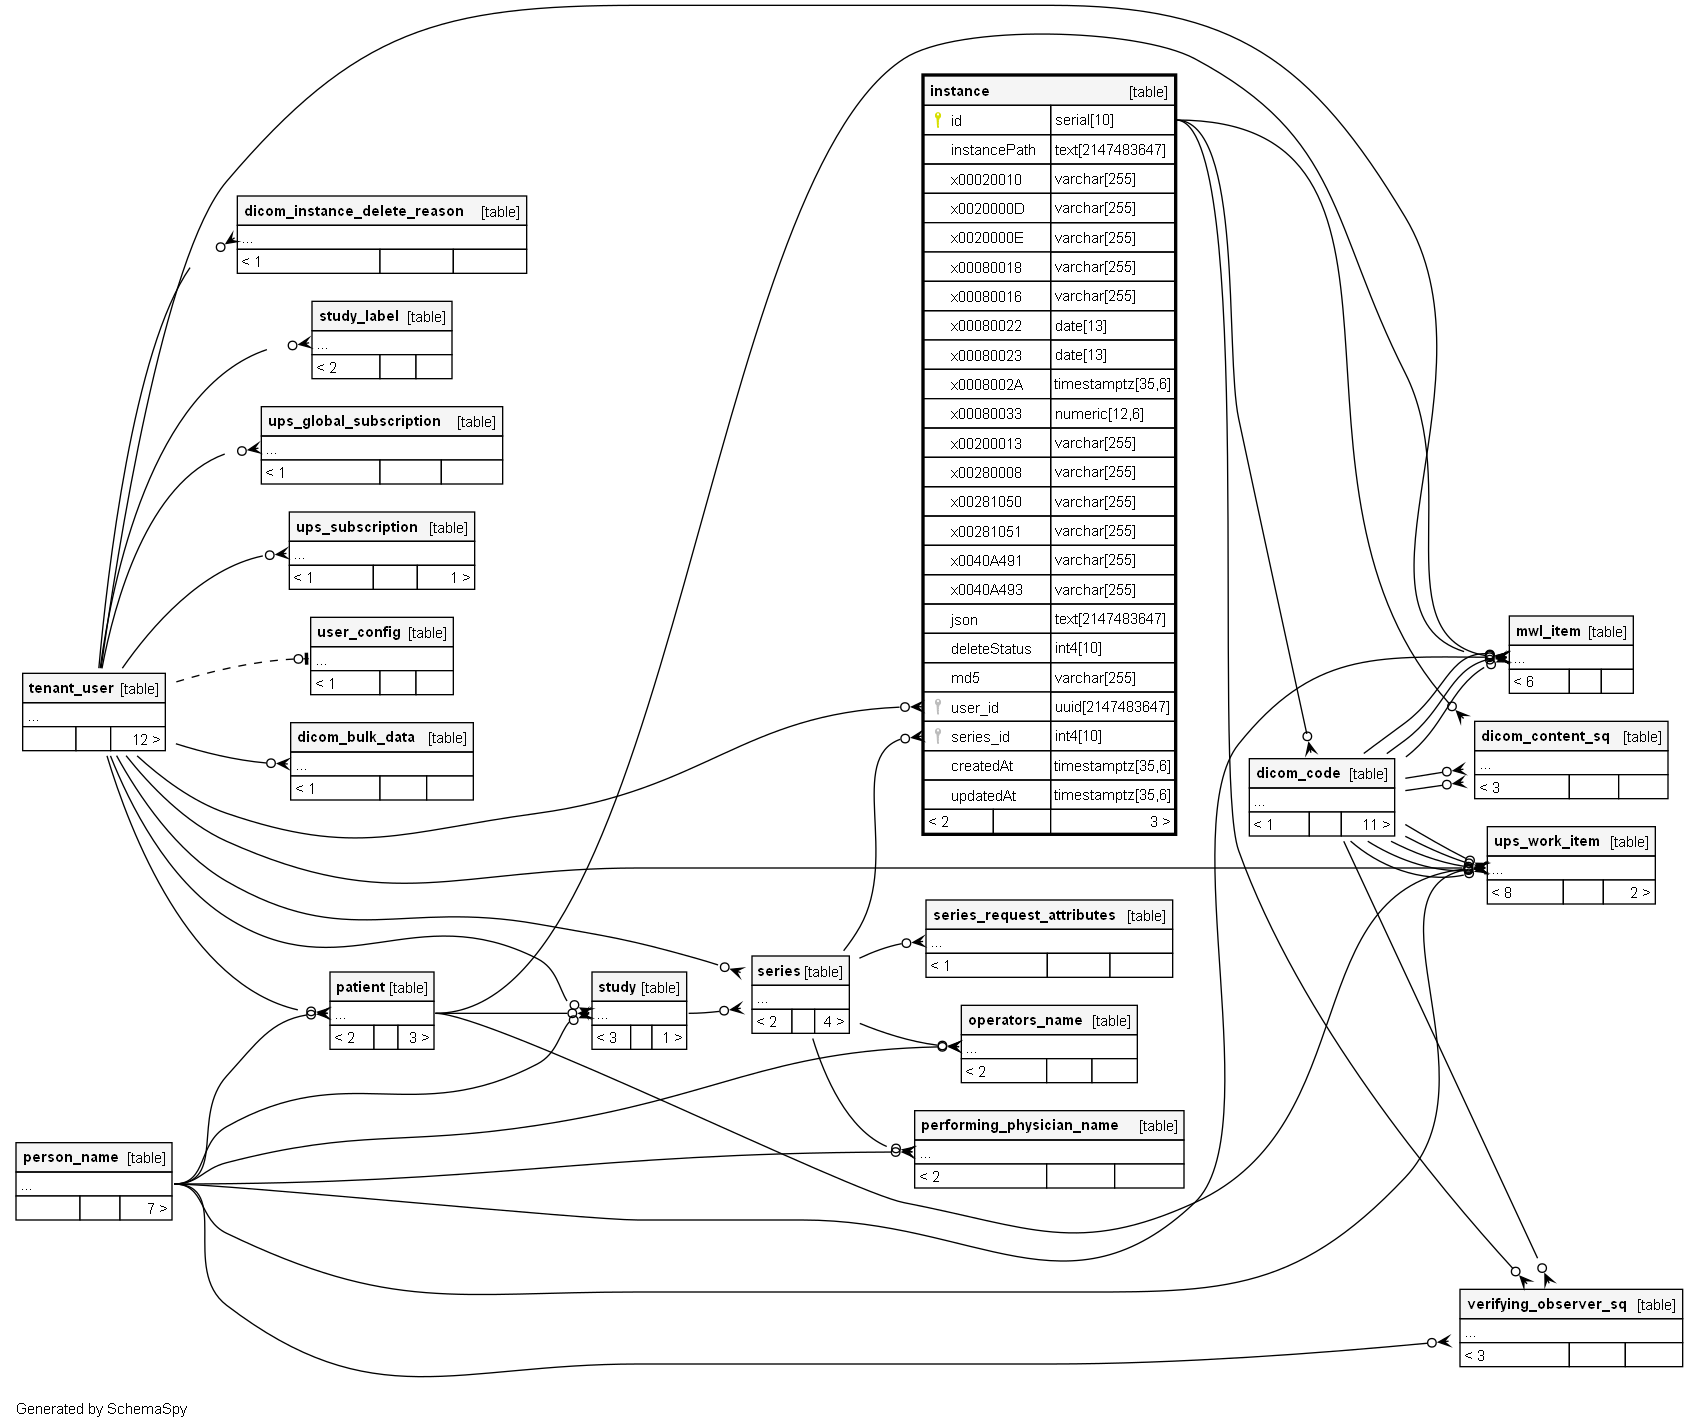 instance [table]
id serial[10]
instancePath text[2147483647]
x00020010 varchar[255]
x0020000D varchar[255]
x0020000E varchar[255]
x00080018 varchar[255]
x00080016 varchar[255]
x00080022 date[13]
x00080023 date[13]
x0008002A timestamptz[35,6]
x00080033 numeric[12,6]
x00200013 varchar[255]
x00280008 varchar[255]
x00281050 varchar[255]
x00281051 varchar[255]
x0040A491 varchar[255]
x0040A493 varchar[255]
json text[2147483647]
deleteStatus int4[10]
md5 varchar[255]
user_id uuid[2147483647]
series_id int4[10]
createdAt timestamptz[35,6]
updatedAt timestamptz[35,6]
< 2 3 >
dicom_instance_delete_reason [table]
...
< 1
study_label [table]
...
< 2
ups_global_subscription [table]
...
< 1
ups_subscription [table]
...
< 1 1 >
user_config [table]
...
< 1
tenant_user [table]
...
12 >
dicom_bulk_data [table]
...
< 1
mwl_item [table]
...
< 6
dicom_content_sq [table]
...
< 3
dicom_code [table]
...
< 1 11 >
ups_work_item [table]
...
< 8 2 >
series_request_attributes [table]
...
< 1
patient [table]
...
< 2 3 >
study [table]
...
< 3 1 >
series [table]
...
< 2 4 >
operators_name [table]
...
< 2
performing_physician_name [table]
...
< 2
person_name [table]
...
7 >
verifying_observer_sq [table]
...
< 3
Generated by SchemaSpy